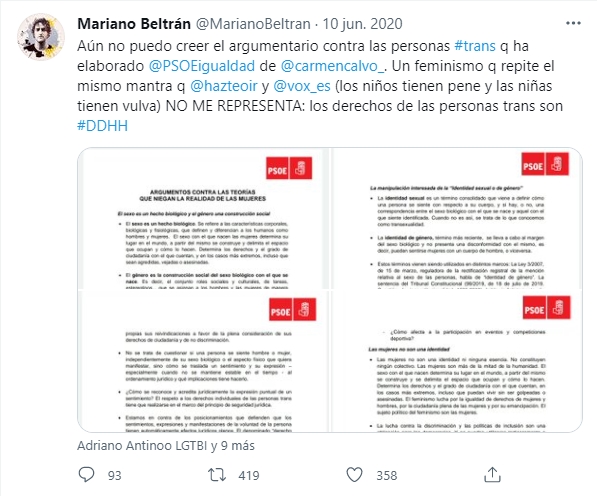 Mariano Beltrán @MarianoBeltran · 10 jun. 2020
Aún no puedo creer el argumentario contra las personas #trans q ha
elaborado @PSOEigualdad de @carmencalvo_. Un feminismo q repite el
mismo mantra q @hazteoir y @vox_es (los niños tienen pene y las niñas
tienen vulva) NO ME REPRESENTA: los derechos de las personas trans son
#DDHH
PSOE
ARGUMENTOS CONTRA LAS TEORÍAS
QUE NIEGAN LA REALIDAD DE LAS MUJERES
El sexo es un hecho biológico y el género una construcción social
• El sexo es un hecho biológico. Se refiere a las características corporales,
biológicas y fisiológicas, que definen y diferencian a los humanos como
hombres y mujeres. El sexo con el que nacen las mujeres determina su
lugar en el mundo, a partir del mismo se construye y delimita el espacio
que ocupan y cómo lo hacen. Determina los derechos y el grado de
ciudadanía con el que cuentan, y en los casos más extremos, incluso que
sean agredidas, vejadas o asesinadas.
• El género es la construcción social del sexo biológico con el que se
nace. Es decir, al conjunto roles sociales y culturales, de tareas,
PSOE
La manipulación interesada de la "identidad sexual o de género"
• La identidad sexual es un término consolidado que viene a definir cómo
una persona se siente con respecto a su cuerpo, y si hay, o no, una
correspondencia entre el sexo biológico con el que se nace y aquel con el
que siente identificada. Cuando no es así, se trata de lo que conocemos
como transexualidad.
• La identidad de género, término más reciente, se lleva a cabo al margen
del sexo biológico y no presenta una disconformidad con el mismo, es
decir, pueden sentirse mujeres con un cuerpo de hombre, o viceversa.
• Estos términos vienen siendo utilizados en distintos marcos: La Ley 3/2007,
de 15 de marzo, reguladora de la rectificación registral de la mención
relativa al sexo de las personas, habla de "identidad de género". La
sentencia del Tribunal Constitucional (99/2019, de 18 de julio de 2019.
PSOE
propias sus reivindicaciones a favor de la plena consideración de sus
derechos de ciudadanía y de no discriminación.
• No se trata de cuestionar si una persona se siente hombre o mujer,
independientemente de su sexo biológico o el aspecto físico que quiera
manifestar, sino cómo se traslada un sentimiento y su expresión –
especialmente cuando no se mantiene estable en el tiempo - al
ordenamiento jurídico y qué implicaciones tiene hacerlo.
• ¿Cómo se reconoce y acredita jurídicamente la expresión puntual de un
sentimiento? El respeto a los derechos individuales de las personas trans
tiene que realizarse en el marco del principio de seguridad jurídica.
• Estamos en contra de los posicionamientos que defienden que los
sentimientos, expresiones y manifestaciones de la voluntad de la persona
PSOE
- ¿Cómo afecta a la participación en eventos y competiciones
deportiva?
Las mujeres no son una identidad
• Las mujeres no son una identidad ni ninguna esencia. No constituyen
ningún colectivo. Las mujeres son más de la mitad de la humanidad. El
sexo con el que nacen determina su lugar en el mundo, a partir del mismo
se construye y se delimita el espacio que ocupan y cómo lo hacen.
Determina los derechos y el grado de ciudadanía con el que cuentan, en
los casos más extremos, incluso que puedan vivir en ser golpeadas o
asesinadas. El feminismo lucha por la igualdad de derechos de mujeres y
hombres, por la ciudadanía plena de las mujeres y por su emancipación. El
sujeto político del feminismo son las mujeres.
• La lucha contra la discriminación y las políticas de inclusión son una
Adriano Antinoo LGTBI y 9 más
93 419 358